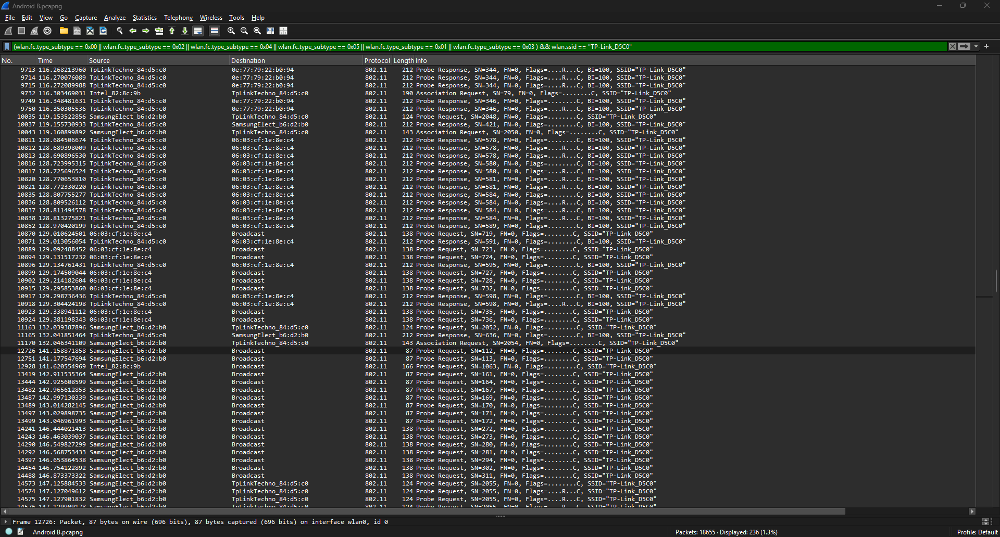 Android B.pcapng
File Edit View Go Capture Analyze Statistics Telephony Wireless Tools Help
(wlan.fc.type_subtype == 0x00 || wlan.fc.type_subtype == 0x02 || wlan.fc.type_subtype == 0x04 || wlan.fc.type_subtype == 0x05 || wlan.fc.type_subtype == 0x01 || wlan.fc.type_subtype == 0x03 ) && wlan.ssid == "TP-Link_D5C0"
No. Time Source Destination Protocol Length Info
9713 116.268213960 TpLinkTechno_84:d5:c0 0e:77:79:22:b0:94 802.11 212 Probe Response, SN=344, FN=0, Flags=....R...C, BI=100, SSID="TP-Link_D5C0"
9714 116.270076089 TpLinkTechno_84:d5:c0 0e:77:79:22:b0:94 802.11 212 Probe Response, SN=344, FN=0, Flags=....R...C, BI=100, SSID="TP-Link_D5C0"
9715 116.272089988 TpLinkTechno_84:d5:c0 0e:77:79:22:b0:94 802.11 212 Probe Response, SN=344, FN=0, Flags=....R...C, BI=100, SSID="TP-Link_D5C0"
9732 116.303469031 Intel_82:8c:9b TpLinkTechno_84:d5:c0 802.11 190 Association Request, SN=79, FN=0, Flags=........C, SSID="TP-Link_D5C0"
9749 116.348481631 TpLinkTechno_84:d5:c0 0e:77:79:22:b0:94 802.11 212 Probe Response, SN=346, FN=0, Flags=........C, BI=100, SSID="TP-Link_D5C0"
9750 116.350305536 TpLinkTechno_84:d5:c0 0e:77:79:22:b0:94 802.11 212 Probe Response, SN=346, FN=0, Flags=....R...C, BI=100, SSID="TP-Link_D5C0"
10035 119.153522856 SamsungElect_b6:d2:b0 TpLinkTechno_84:d5:c0 802.11 124 Probe Request, SN=2048, FN=0, Flags=........C, SSID="TP-Link_D5C0"
10037 119.155730933 TpLinkTechno_84:d5:c0 SamsungElect_b6:d2:b0 802.11 212 Probe Response, SN=421, FN=0, Flags=........C, BI=100, SSID="TP-Link_D5C0"
10043 119.160899892 SamsungElect_b6:d2:b0 TpLinkTechno_84:d5:c0 802.11 143 Association Request, SN=2050, FN=0, Flags=........C, SSID="TP-Link_D5C0"
10811 128.684506674 TpLinkTechno_84:d5:c0 06:03:cf:1e:8e:c4 802.11 212 Probe Response, SN=578, FN=0, Flags=........C, BI=100, SSID="TP-Link_D5C0"
10812 128.689398009 TpLinkTechno_84:d5:c0 06:03:cf:1e:8e:c4 802.11 212 Probe Response, SN=578, FN=0, Flags=....R...C, BI=100, SSID="TP-Link_D5C0"
10813 128.690896530 TpLinkTechno_84:d5:c0 06:03:cf:1e:8e:c4 802.11 212 Probe Response, SN=578, FN=0, Flags=....R...C, BI=100, SSID="TP-Link_D5C0"
10816 128.723995315 TpLinkTechno_84:d5:c0 06:03:cf:1e:8e:c4 802.11 212 Probe Response, SN=580, FN=0, Flags=........C, BI=100, SSID="TP-Link_D5C0"
10817 128.725696524 TpLinkTechno_84:d5:c0 06:03:cf:1e:8e:c4 802.11 212 Probe Response, SN=580, FN=0, Flags=....R...C, BI=100, SSID="TP-Link_D5C0"
10820 128.770653810 TpLinkTechno_84:d5:c0 06:03:cf:1e:8e:c4 802.11 212 Probe Response, SN=581, FN=0, Flags=....R...C, BI=100, SSID="TP-Link_D5C0"
10821 128.772330220 TpLinkTechno_84:d5:c0 06:03:cf:1e:8e:c4 802.11 212 Probe Response, SN=581, FN=0, Flags=....R...C, BI=100, SSID="TP-Link_D5C0"
10835 128.807755277 TpLinkTechno_84:d5:c0 06:03:cf:1e:8e:c4 802.11 212 Probe Response, SN=584, FN=0, Flags=........C, BI=100, SSID="TP-Link_D5C0"
10836 128.809526112 TpLinkTechno_84:d5:c0 06:03:cf:1e:8e:c4 802.11 212 Probe Response, SN=584, FN=0, Flags=....R...C, BI=100, SSID="TP-Link_D5C0"
10837 128.811494578 TpLinkTechno_84:d5:c0 06:03:cf:1e:8e:c4 802.11 212 Probe Response, SN=584, FN=0, Flags=....R...C, BI=100, SSID="TP-Link_D5C0"
10838 128.813275821 TpLinkTechno_84:d5:c0 06:03:cf:1e:8e:c4 802.11 212 Probe Response, SN=584, FN=0, Flags=....R...C, BI=100, SSID="TP-Link_D5C0"
10852 128.970420199 TpLinkTechno_84:d5:c0 06:03:cf:1e:8e:c4 802.11 212 Probe Response, SN=589, FN=0, Flags=........C, BI=100, SSID="TP-Link_D5C0"
10870 129.010624501 06:03:cf:1e:8e:c4 Broadcast 802.11 138 Probe Request, SN=719, FN=0, Flags=........C, SSID="TP-Link_D5C0"
10871 129.013056054 TpLinkTechno_84:d5:c0 06:03:cf:1e:8e:c4 802.11 212 Probe Response, SN=591, FN=0, Flags=........C, BI=100, SSID="TP-Link_D5C0"
10889 129.092488452 06:03:cf:1e:8e:c4 Broadcast 802.11 138 Probe Request, SN=723, FN=0, Flags=........C, SSID="TP-Link_D5C0"
10894 129.131517232 06:03:cf:1e:8e:c4 Broadcast 802.11 138 Probe Request, SN=724, FN=0, Flags=........C, SSID="TP-Link_D5C0"
10896 129.134761431 TpLinkTechno_84:d5:c0 06:03:cf:1e:8e:c4 802.11 212 Probe Response, SN=595, FN=0, Flags=........C, BI=100, SSID="TP-Link_D5C0"
10899 129.174509044 06:03:cf:1e:8e:c4 Broadcast 802.11 138 Probe Request, SN=727, FN=0, Flags=........C, SSID="TP-Link_D5C0"
10902 129.214182604 06:03:cf:1e:8e:c4 Broadcast 802.11 138 Probe Request, SN=728, FN=0, Flags=........C, SSID="TP-Link_D5C0"
10915 129.295853860 06:03:cf:1e:8e:c4 Broadcast 802.11 138 Probe Request, SN=732, FN=0, Flags=........C, SSID="TP-Link_D5C0"
10917 129.298736436 TpLinkTechno_84:d5:c0 06:03:cf:1e:8e:c4 802.11 212 Probe Response, SN=598, FN=0, Flags=........C, BI=100, SSID="TP-Link_D5C0"
10918 129.304424198 TpLinkTechno_84:d5:c0 06:03:cf:1e:8e:c4 802.11 212 Probe Response, SN=598, FN=0, Flags=....R...C, BI=100, SSID="TP-Link_D5C0"
10923 129.338941112 06:03:cf:1e:8e:c4 Broadcast 802.11 138 Probe Request, SN=735, FN=0, Flags=........C, SSID="TP-Link_D5C0"
10924 129.381198343 06:03:cf:1e:8e:c4 Broadcast 802.11 138 Probe Request, SN=736, FN=0, Flags=........C, SSID="TP-Link_D5C0"
11163 132.039387896 SamsungElect_b6:d2:b0 TpLinkTechno_84:d5:c0 802.11 124 Probe Request, SN=2052, FN=0, Flags=........C, SSID="TP-Link_D5C0"
11165 132.041851464 TpLinkTechno_84:d5:c0 SamsungElect_b6:d2:b0 802.11 212 Probe Response, SN=636, FN=0, Flags=........C, BI=100, SSID="TP-Link_D5C0"
11170 132.046341109 SamsungElect_b6:d2:b0 TpLinkTechno_84:d5:c0 802.11 143 Association Request, SN=2054, FN=0, Flags=........C, SSID="TP-Link_D5C0"
12726 141.158871858 SamsungElect_b6:d2:b0 Broadcast 802.11 87 Probe Request, SN=112, FN=0, Flags=........C, SSID="TP-Link_D5C0"
12751 141.177547694 SamsungElect_b6:d2:b0 Broadcast 802.11 87 Probe Request, SN=113, FN=0, Flags=........C, SSID="TP-Link_D5C0"
12928 141.620554969 Intel_82:8c:9b Broadcast 802.11 166 Probe Request, SN=1063, FN=0, Flags=........C, SSID="TP-Link_D5C0"
13419 142.911535364 SamsungElect_b6:d2:b0 Broadcast 802.11 87 Probe Request, SN=161, FN=0, Flags=........C, SSID="TP-Link_D5C0"
13444 142.925608599 SamsungElect_b6:d2:b0 Broadcast 802.11 87 Probe Request, SN=164, FN=0, Flags=........C, SSID="TP-Link_D5C0"
13482 142.965612853 SamsungElect_b6:d2:b0 Broadcast 802.11 87 Probe Request, SN=167, FN=0, Flags=........C, SSID="TP-Link_D5C0"
13487 142.997130339 SamsungElect_b6:d2:b0 Broadcast 802.11 87 Probe Request, SN=169, FN=0, Flags=........C, SSID="TP-Link_D5C0"
13489 143.014282145 SamsungElect_b6:d2:b0 Broadcast 802.11 87 Probe Request, SN=170, FN=0, Flags=........C, SSID="TP-Link_D5C0"
13497 143.029898735 SamsungElect_b6:d2:b0 Broadcast 802.11 87 Probe Request, SN=171, FN=0, Flags=........C, SSID="TP-Link_D5C0"
13499 143.046961993 SamsungElect_b6:d2:b0 Broadcast 802.11 87 Probe Request, SN=172, FN=0, Flags=........C, SSID="TP-Link_D5C0"
14241 146.444021413 SamsungElect_b6:d2:b0 Broadcast 802.11 138 Probe Request, SN=272, FN=0, Flags=........C, SSID="TP-Link_D5C0"
14243 146.463039037 SamsungElect_b6:d2:b0 Broadcast 802.11 138 Probe Request, SN=273, FN=0, Flags=........C, SSID="TP-Link_D5C0"
14290 146.549827299 SamsungElect_b6:d2:b0 Broadcast 802.11 138 Probe Request, SN=280, FN=0, Flags=........C, SSID="TP-Link_D5C0"
14292 146.568753433 SamsungElect_b6:d2:b0 Broadcast 802.11 138 Probe Request, SN=281, FN=0, Flags=........C, SSID="TP-Link_D5C0"
14397 146.653864538 SamsungElect_b6:d2:b0 Broadcast 802.11 138 Probe Request, SN=294, FN=0, Flags=........C, SSID="TP-Link_D5C0"
14454 146.754122892 SamsungElect_b6:d2:b0 Broadcast 802.11 138 Probe Request, SN=302, FN=0, Flags=........C, SSID="TP-Link_D5C0"
14488 146.873373322 SamsungElect_b6:d2:b0 Broadcast 802.11 138 Probe Request, SN=311, FN=0, Flags=........C, SSID="TP-Link_D5C0"
14573 147.125884533 SamsungElect_b6:d2:b0 TpLinkTechno_84:d5:c0 802.11 124 Probe Request, SN=2055, FN=0, Flags=........C, SSID="TP-Link_D5C0"
14574 147.127049612 SamsungElect_b6:d2:b0 TpLinkTechno_84:d5:c0 802.11 124 Probe Request, SN=2055, FN=0, Flags=....R...C, SSID="TP-Link_D5C0"
14575 147.127901832 SamsungElect_b6:d2:b0 TpLinkTechno_84:d5:c0 802.11 124 Probe Request, SN=2055, FN=0, Flags=....R...C, SSID="TP-Link_D5C0"
14576 147.129909178 SamsungElect_b6:d2:b0 TpLinkTechno_84:d5:c0 802.11 124 Probe Request, SN=2055, FN=0, Flags=....R...C, SSID="TP-Link_D5C0"
Frame 12726: Packet, 87 bytes on wire (696 bits), 87 bytes captured (696 bits) on interface wlan0, id 0
Android B.pcapng Packets: 18655 · Displayed: 236 (1.3%) Profile: Default